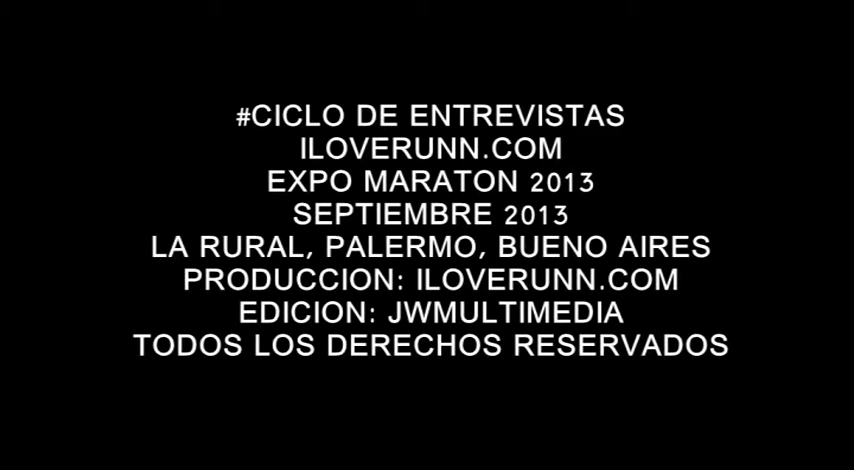 #CICLO DE ENTREVISTAS
ILOVERUNN.COM
EXPO MARATON 2013
SEPTIEMBRE 2013
LA RURAL, PALERMO, BUENO AIRES
PRODUCCION: ILOVERUNN.COM
EDICION: JWMULTIMEDIA
TODOS LOS DERECHOS RESERVADOS